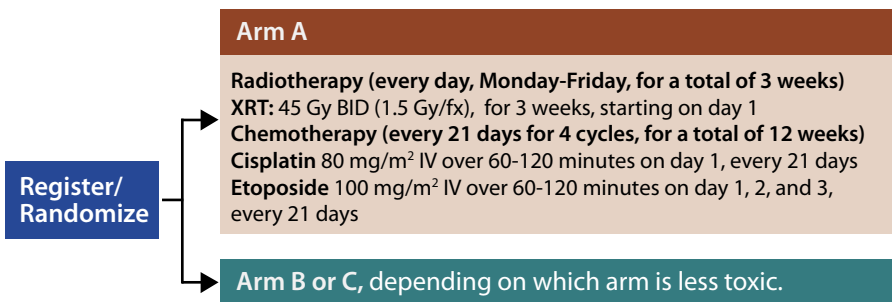 Arm A
Radiotherapy (every day, Monday-Friday, for a total of 3 weeks)
XRT: 45 Gy BID (1.5 Gy/fx), for 3 weeks, starting on day 1
Chemotherapy (every 21 days for 4 cycles, for a total of 12 weeks)
Cisplatin 80 mg/m² IV over 60-120 minutes on day 1, every 21 days
Etoposide 100 mg/m² IV over 60-120 minutes on day 1, 2, and 3,
every 21 days
Register/
Randomize
Arm B or C, depending on which arm is less toxic.